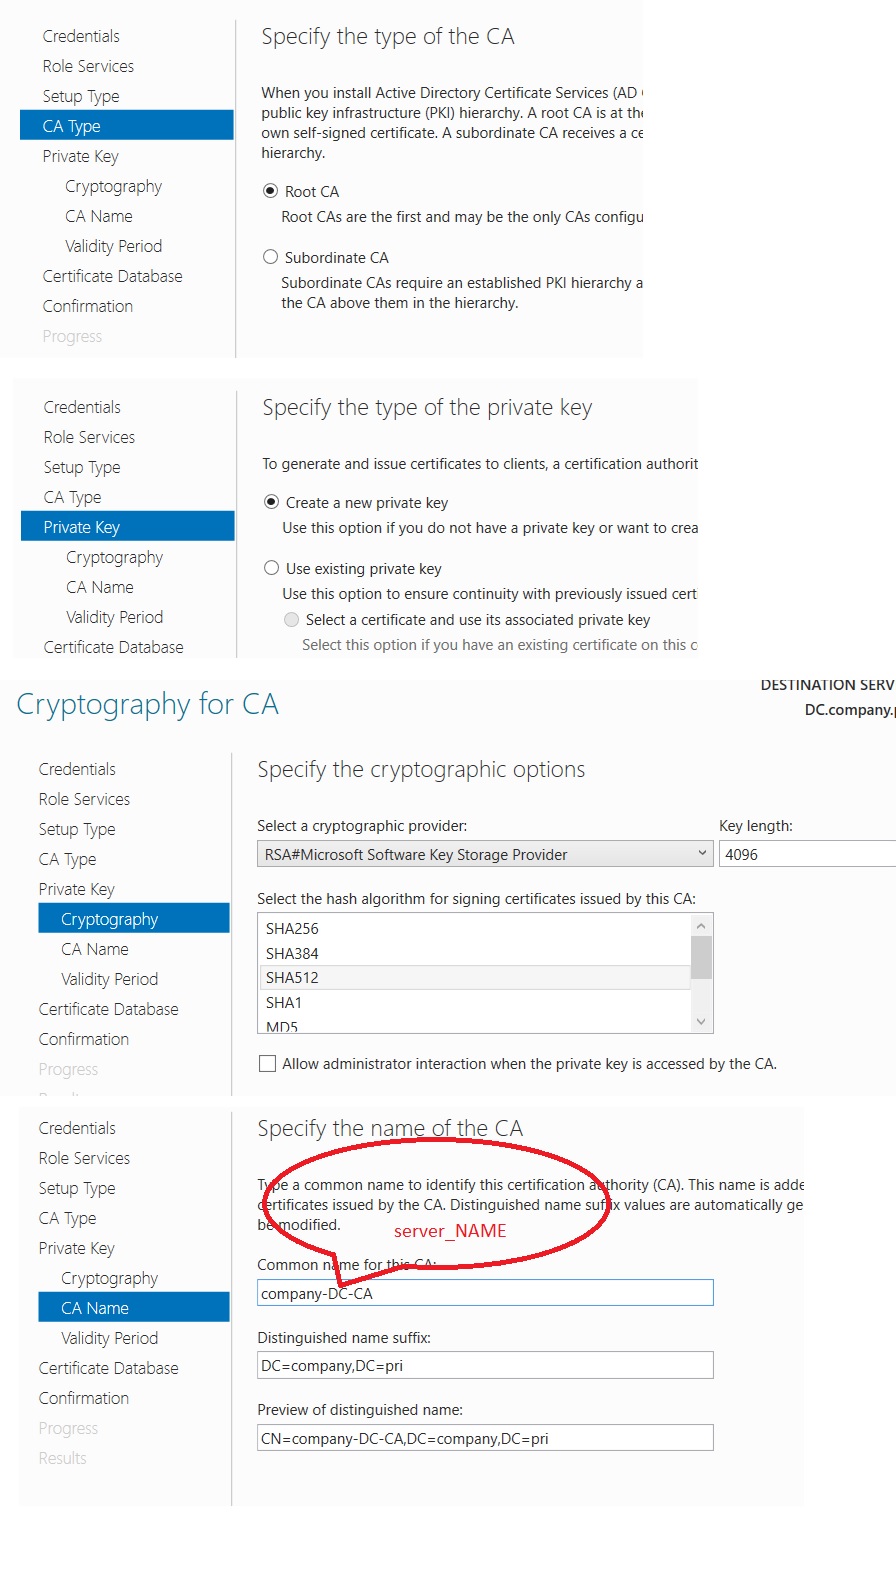 Credentials
Role Services
Setup Type
CA Type
Private Key
Cryptography
CA Name
Validity Period
Certificate Database
Confirmation
Progress
Specify the type of the CA
When you install Active Directory Certificate Services (AD
public key infrastructure (PKI) hierarchy. A root CA is at the
own self-signed certificate. A subordinate CA receives a ce
hierarchy.
Root CA
Root CAs are the first and may be the only CAs configu
Subordinate CA
Subordinate CAs require an established PKI hierarchy a
the CA above them in the hierarchy.
Credentials
Role Services
Setup Type
CA Type
Private Key
Cryptography
CA Name
Validity Period
Certificate Database
Specify the type of the private key
To generate and issue certificates to clients, a certification authorit
Create a new private key
Use this option if you do not have a private key or want to crea
Use existing private key
Use this option to ensure continuity with previously issued cert
Select a certificate and use its associated private key
Select this option if you have an existing certificate on this c
Cryptography for CA
DESTINATION SERV
DC.company.p
Credentials
Role Services
Setup Type
CA Type
Private Key
Cryptography
CA Name
Validity Period
Certificate Database
Confirmation
Progress
Specify the cryptographic options
Select a cryptographic provider:
Key length:
RSA#Microsoft Software Key Storage Provider
4096
Select the hash algorithm for signing certificates issued by this CA:
SHA256
SHA384
SHA512
SHA1
MD5
Allow administrator interaction when the private key is accessed by the CA.
Credentials
Role Services
Setup Type
CA Type
Private Key
Cryptography
CA Name
Validity Period
Certificate Database
Confirmation
Progress
Results
Specify the name of the CA
Type a common name to identify this certification authority (CA). This name is adde
certificates issued by the CA. Distinguished name suffix values are automatically ge
be modified.
server_NAME
Common name for this CA:
company-DC-CA
Distinguished name suffix:
DC=company,DC=pri
Preview of distinguished name:
CN=company-DC-CA,DC=company,DC=pri